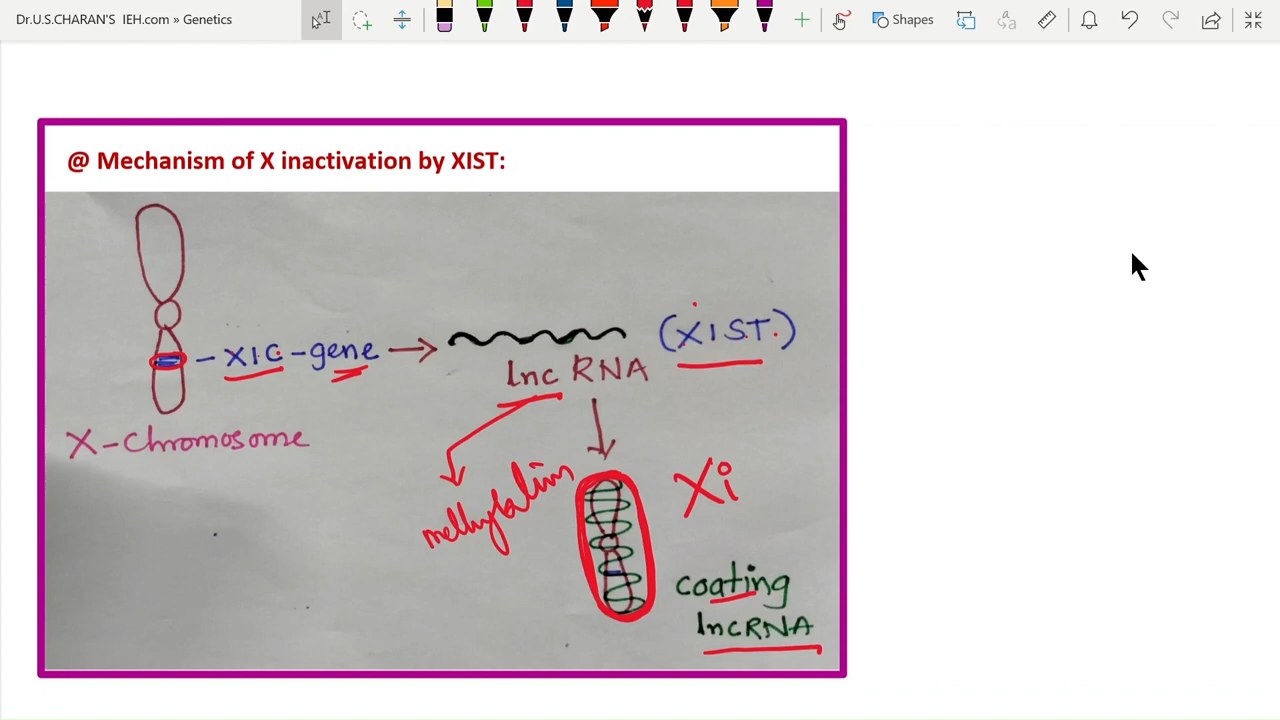 Dr.U.S.CHARAN'S IEH.com » Genetics
Shapes
@ Mechanism of X inactivation by XIST:
- XIC - gene → (XIST)
lnc RNA
X - Chromosome
methylation
Xi
coating
lncRNA